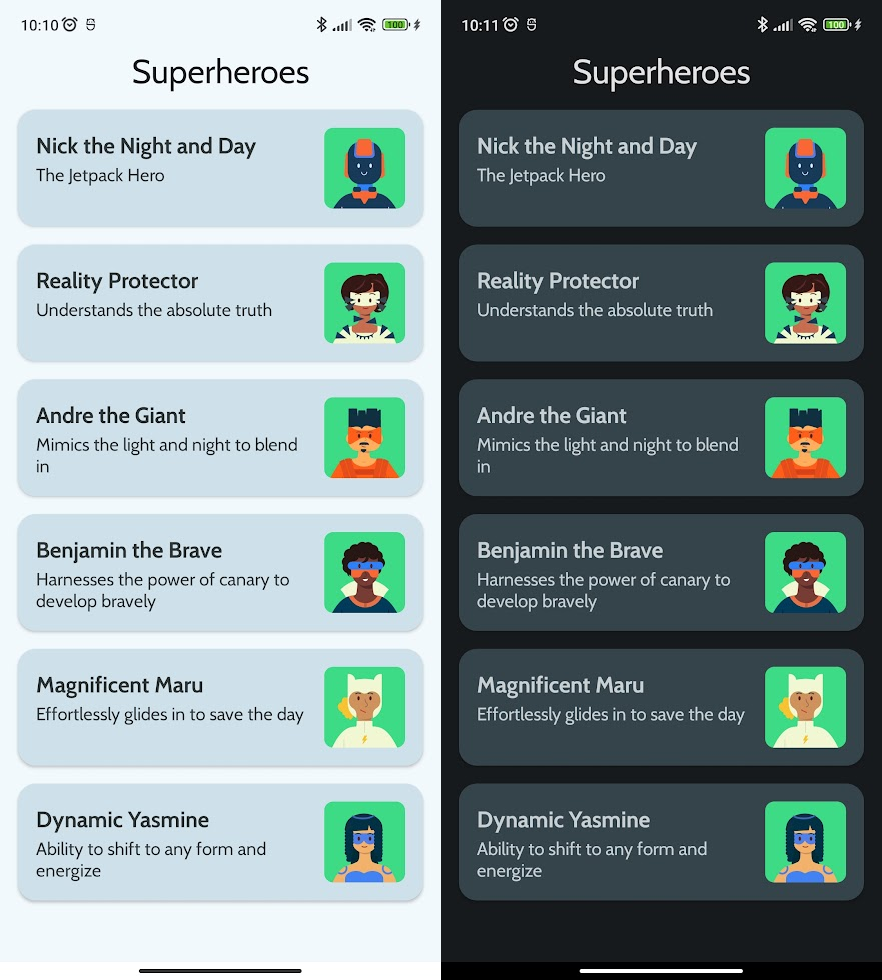 10:10
100
Superheroes
Nick the Night and Day
The Jetpack Hero
Reality Protector
Understands the absolute truth
Andre the Giant
Mimics the light and night to blend
in
Benjamin the Brave
Harnesses the power of canary to
develop bravely
Magnificent Maru
Effortlessly glides in to save the day
Dynamic Yasmine
Ability to shift to any form and
energize
10:11
100
Superheroes
Nick the Night and Day
The Jetpack Hero
Reality Protector
Understands the absolute truth
Andre the Giant
Mimics the light and night to blend
in
Benjamin the Brave
Harnesses the power of canary to
develop bravely
Magnificent Maru
Effortlessly glides in to save the day
Dynamic Yasmine
Ability to shift to any form and
energize